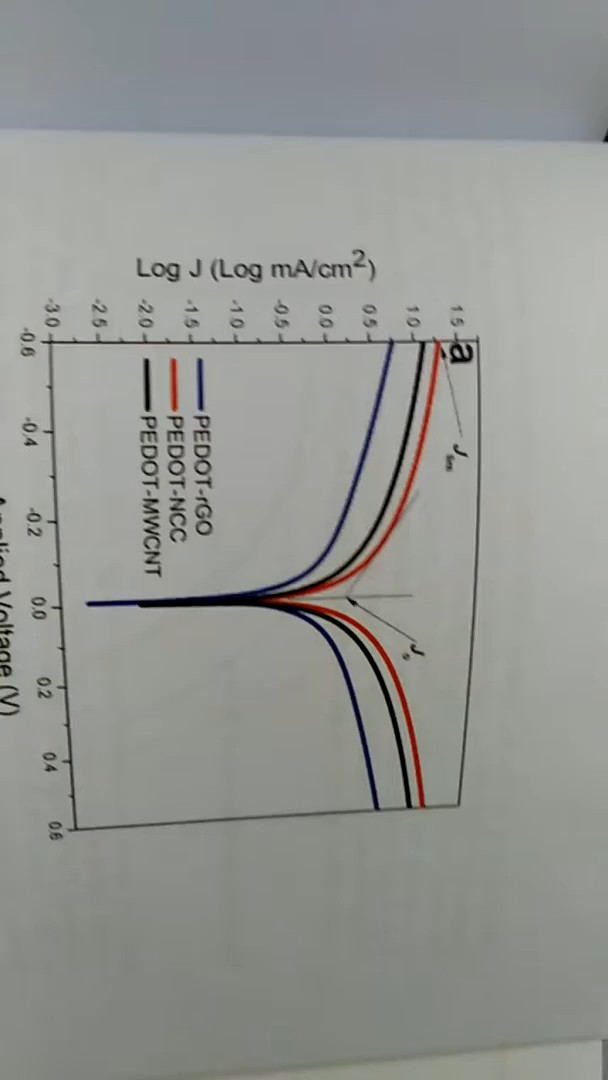 a
Log J (Log mA/cm²)
1.5
1.0
0.5
0.0
-0.5
-1.0
-1.5
-2.0
-2.5
-3.0
J
J₀
PEDOT-rGO
PEDOT-NCC
PEDOT-MWCNT
-0.6 -0.4 -0.2 0.0 0.2 0.4 0.6
Applied Voltage (V)